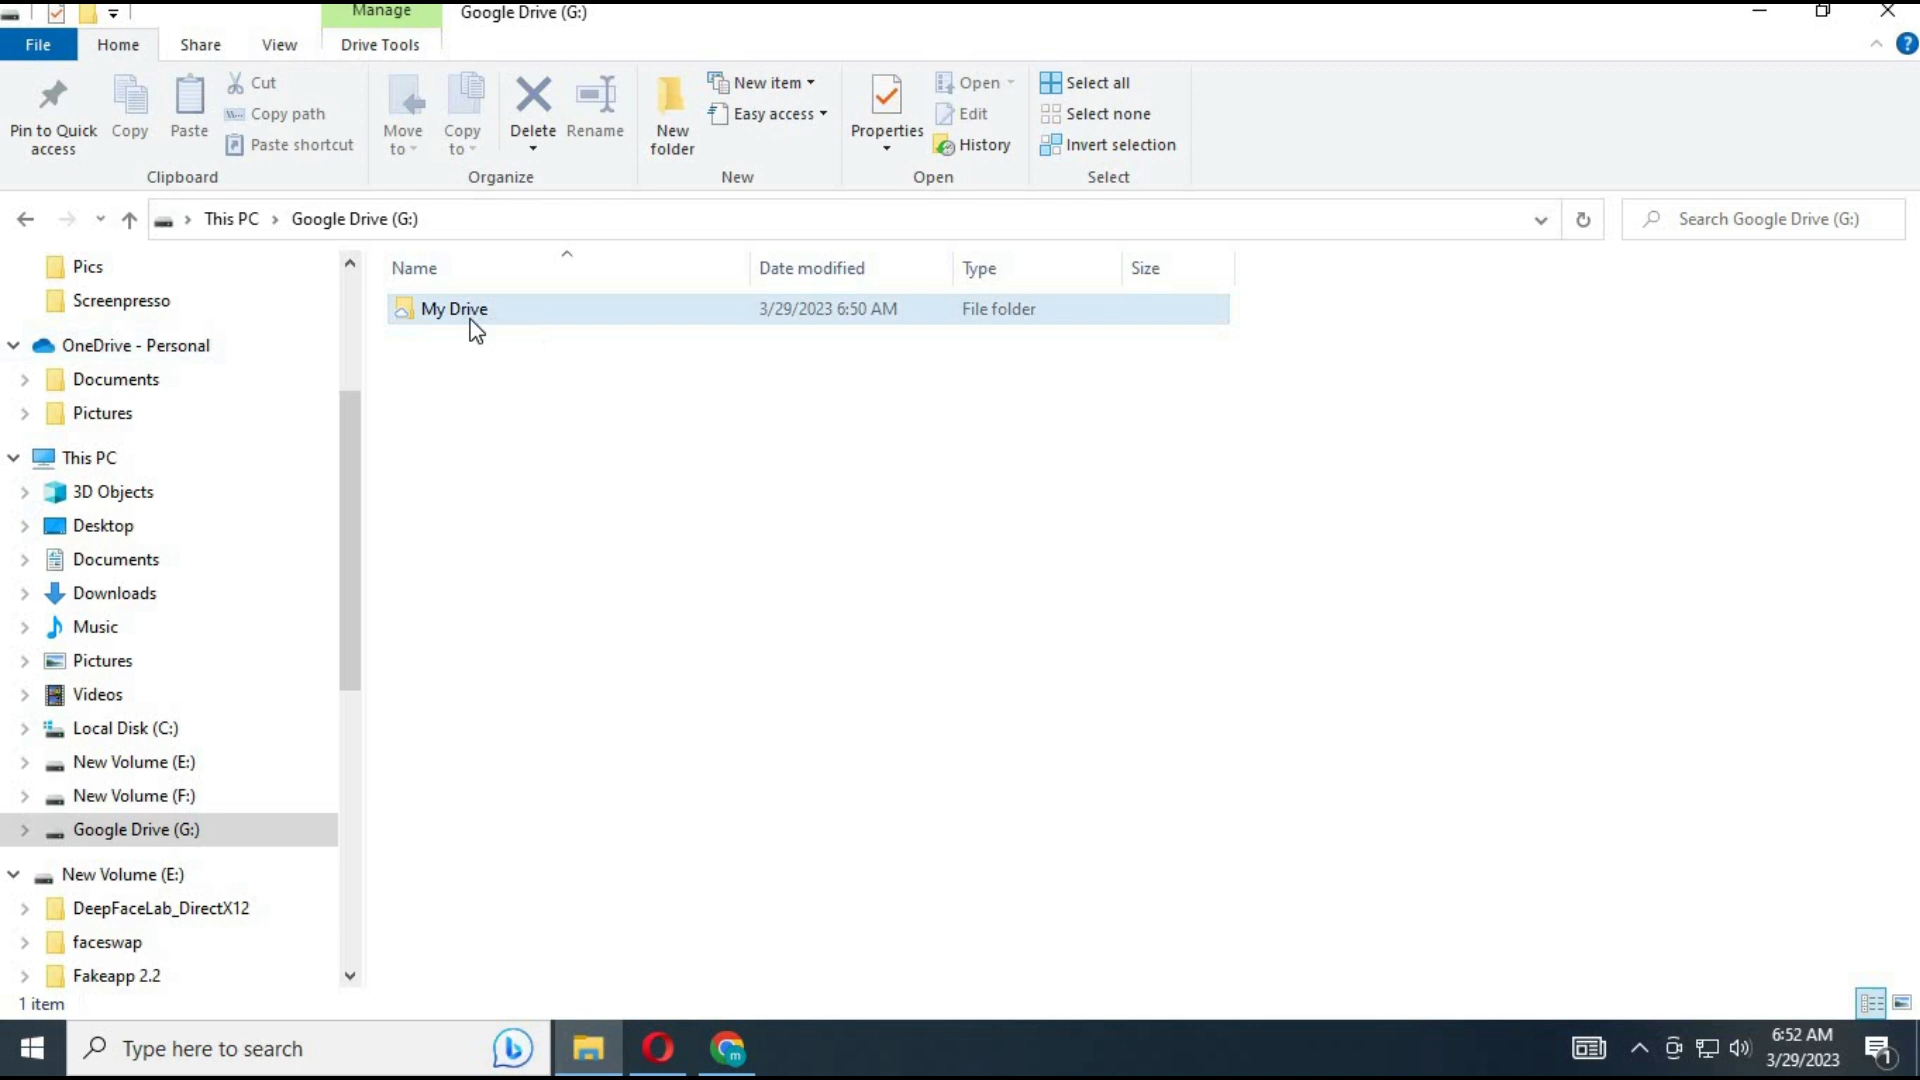 Manage
Google Drive (G:)
File
Home
Share
View
Drive Tools
?
Pin to Quick access
Copy
Paste
Cut
Copy path
Paste shortcut
Clipboard
Move to
Copy to
Delete
Rename
Organize
New folder
New item
Easy access
New
Properties
Open
Edit
History
Open
Select all
Select none
Invert selection
Select
This PC
Google Drive (G:)
Search Google Drive (G:)
Name
Date modified
Type
Size
My Drive
3/29/2023 6:50 AM
File folder
Pics
Screenpresso
OneDrive - Personal
Documents
Pictures
This PC
3D Objects
Desktop
Documents
Downloads
Music
Pictures
Videos
Local Disk (C:)
New Volume (E:)
New Volume (F:)
Google Drive (G:)
New Volume (E:)
DeepFaceLab_DirectX12
faceswap
Fakeapp 2.2
1 item
Type here to search
b
m
6:52 AM
3/29/2023
1